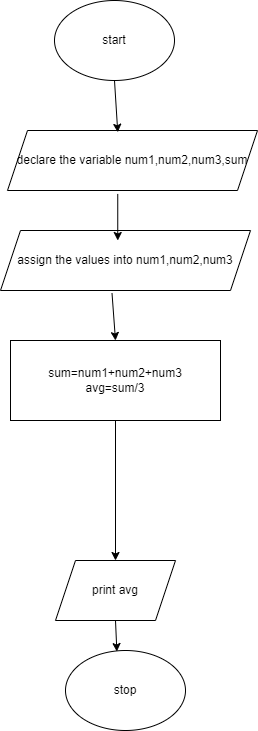 start
declare the variable num1,num2,num3,sum
assign the values into num1,num2,num3
sum=num1+num2+num3
avg=sum/3
print avg
stop